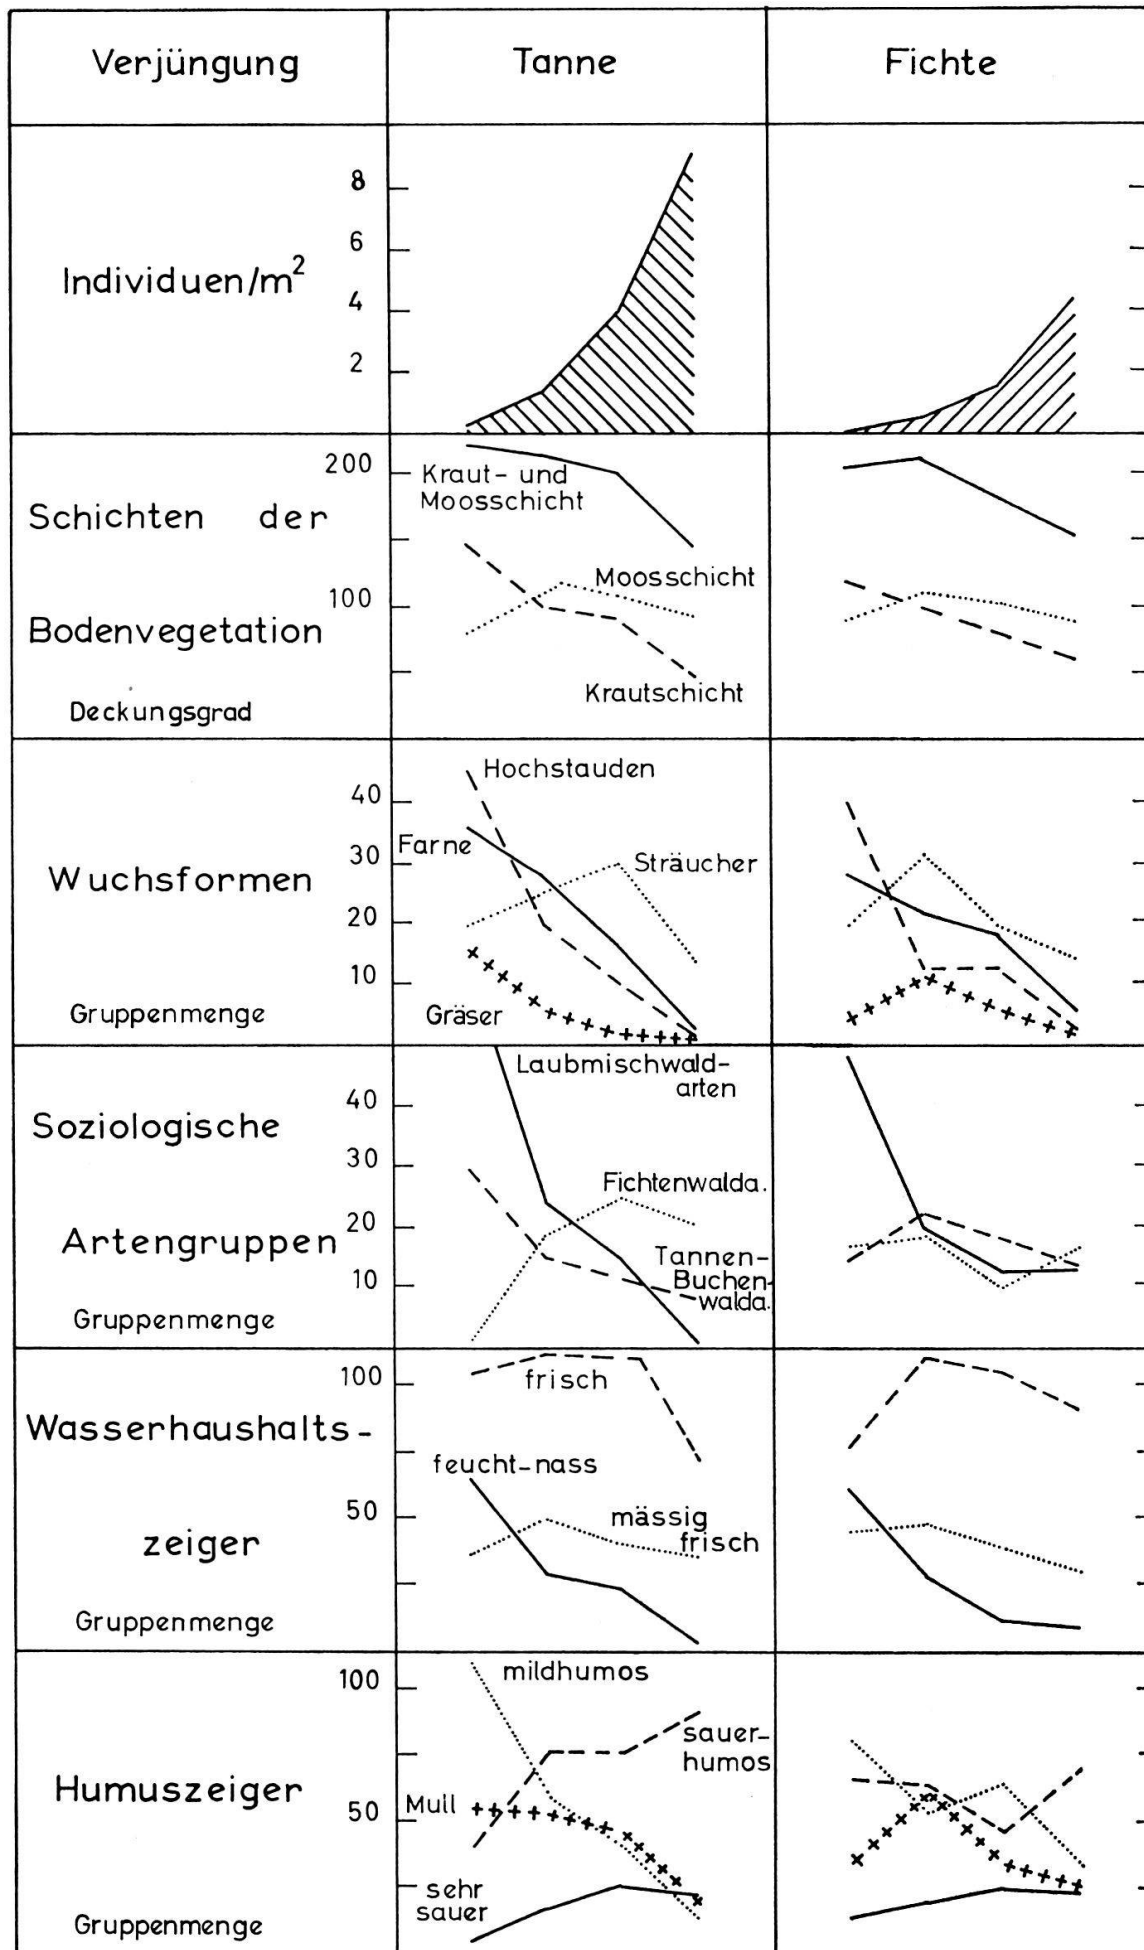 Verjüngung
Tanne
Fichte
Individuen/m²
8
6
4
2
Schichten der
Bodenvegetation
Deckungsgrad
200
100
Kraut- und
Moosschicht
Moosschicht
Krautschicht
Wuchsformen
Gruppenmenge
40
30
20
10
Hochstauden
Farne
Sträucher
Gräser
Soziologische
Artengruppen
Gruppenmenge
40
30
20
10
Laubmischwald-
arten
Fichtenwalda.
Tannen-
Buchen-
walda.
Wasserhaushalts-
zeiger
Gruppenmenge
100
50
frisch
feucht-nass
mässig
frisch
Humuszeiger
Gruppenmenge
100
50
mildhumos
sauer-
humos
Mull
sehr
sauer